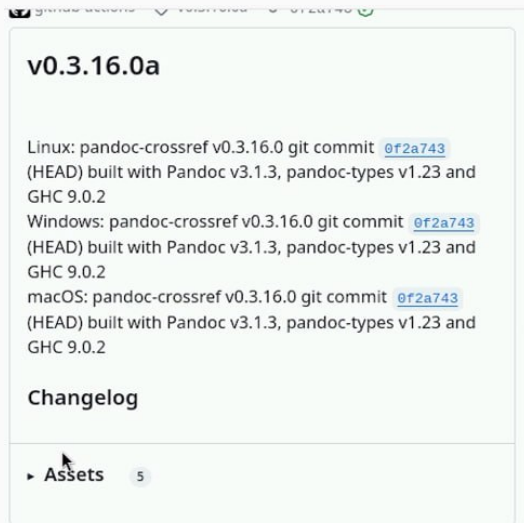 v0.3.16.0a
Linux: pandoc-crossref v0.3.16.0 git commit 0f2a743
(HEAD) built with Pandoc v3.1.3, pandoc-types v1.23 and
GHC 9.0.2
Windows: pandoc-crossref v0.3.16.0 git commit 0f2a743
(HEAD) built with Pandoc v3.1.3, pandoc-types v1.23 and
GHC 9.0.2
macOS: pandoc-crossref v0.3.16.0 git commit 0f2a743
(HEAD) built with Pandoc v3.1.3, pandoc-types v1.23 and
GHC 9.0.2
Changelog
Assets 5